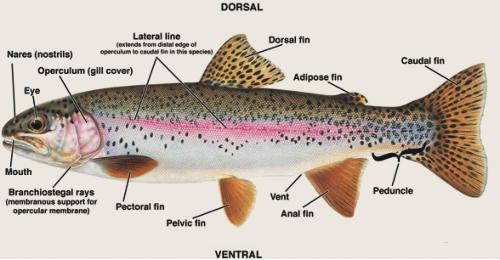 DORSAL
Lateral line
(extends from distal edge of
operculum to caudal fin in this species)
Dorsal fin
Nares (nostrils)
Operculum (gill cover)
Caudal fin
Adipose fin
Eye
Mouth
Branchiostegal rays
(membranous support for
opercular membrane)
Pectoral fin
Pelvic fin
Vent
Anal fin
Peduncle
VENTRAL